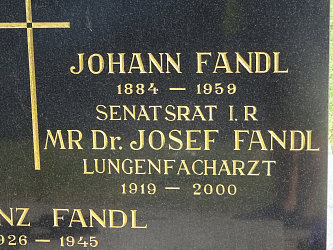 JOHANN FANDL
1884 — 1959
SENATSRAT I.R
MR Dr. JOSEF FANDL
LUNGENFACHARZT
1919 — 2000
NZ FANDL
926 — 1945